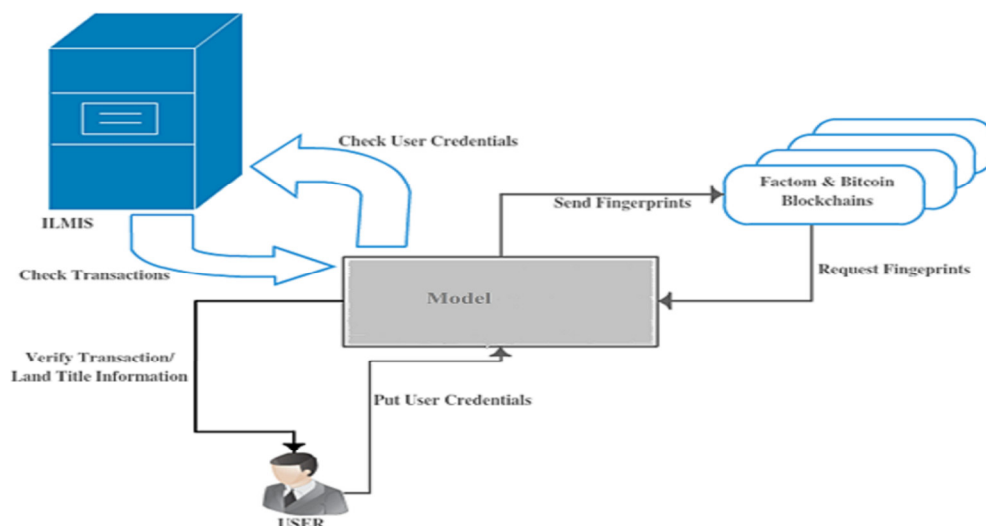 Check User Credentials
Factom & Bitcoin
Blockchains
Send Fingerprints
ILMIS
Check Transactions
Request Fingeprints
Model
Verify Transaction/
Land Title Information
Put User Credentials
USER